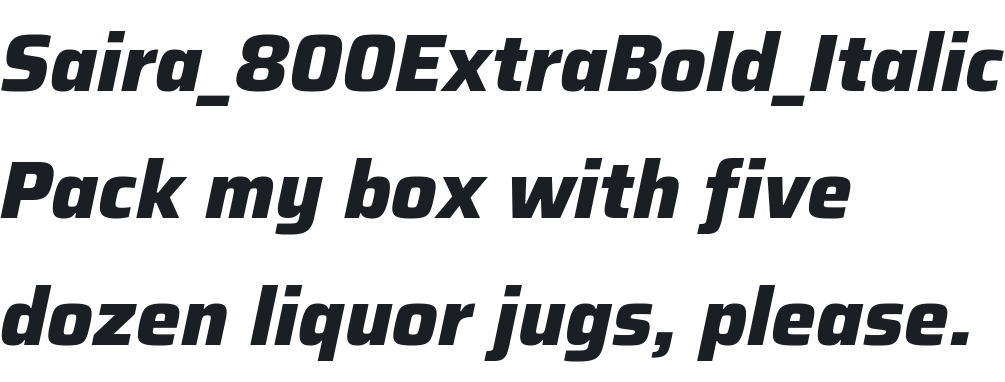 Saira_800ExtraBold_Italic
Pack my box with five
dozen liquor jugs, please.